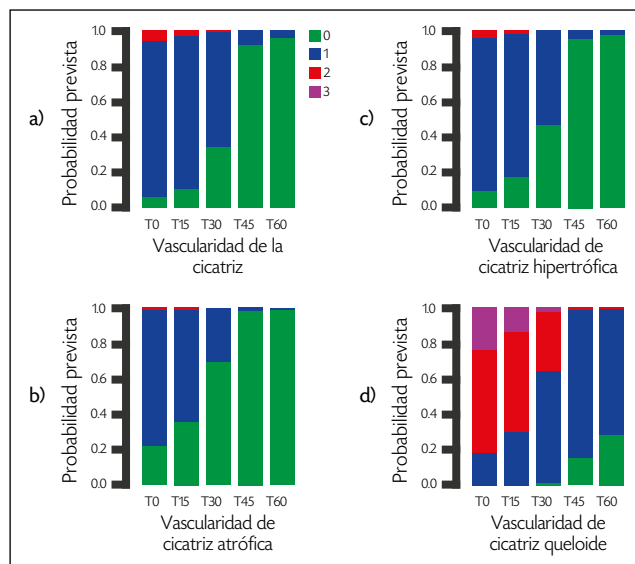 a)
Probabilidad prevista
1.0
0.8
0.6
0.4
0.2
0.0
T0 T15 T30 T45 T60
Vascularidad de la
cicatriz
0
1
2
3
c)
Probabilidad prevista
1.0
0.8
0.6
0.4
0.2
0.0
T0 T15 T30 T45 T60
Vascularidad de
cicatriz hipertrófica
b)
Probabilidad prevista
1.0
0.8
0.6
0.4
0.2
0.0
T0 T15 T30 T45 T60
Vascularidad de
cicatriz atrófica
d)
Probabilidad prevista
1.0
0.8
0.6
0.4
0.2
0.0
T0 T15 T30 T45 T60
Vascularidad de
cicatriz queloide